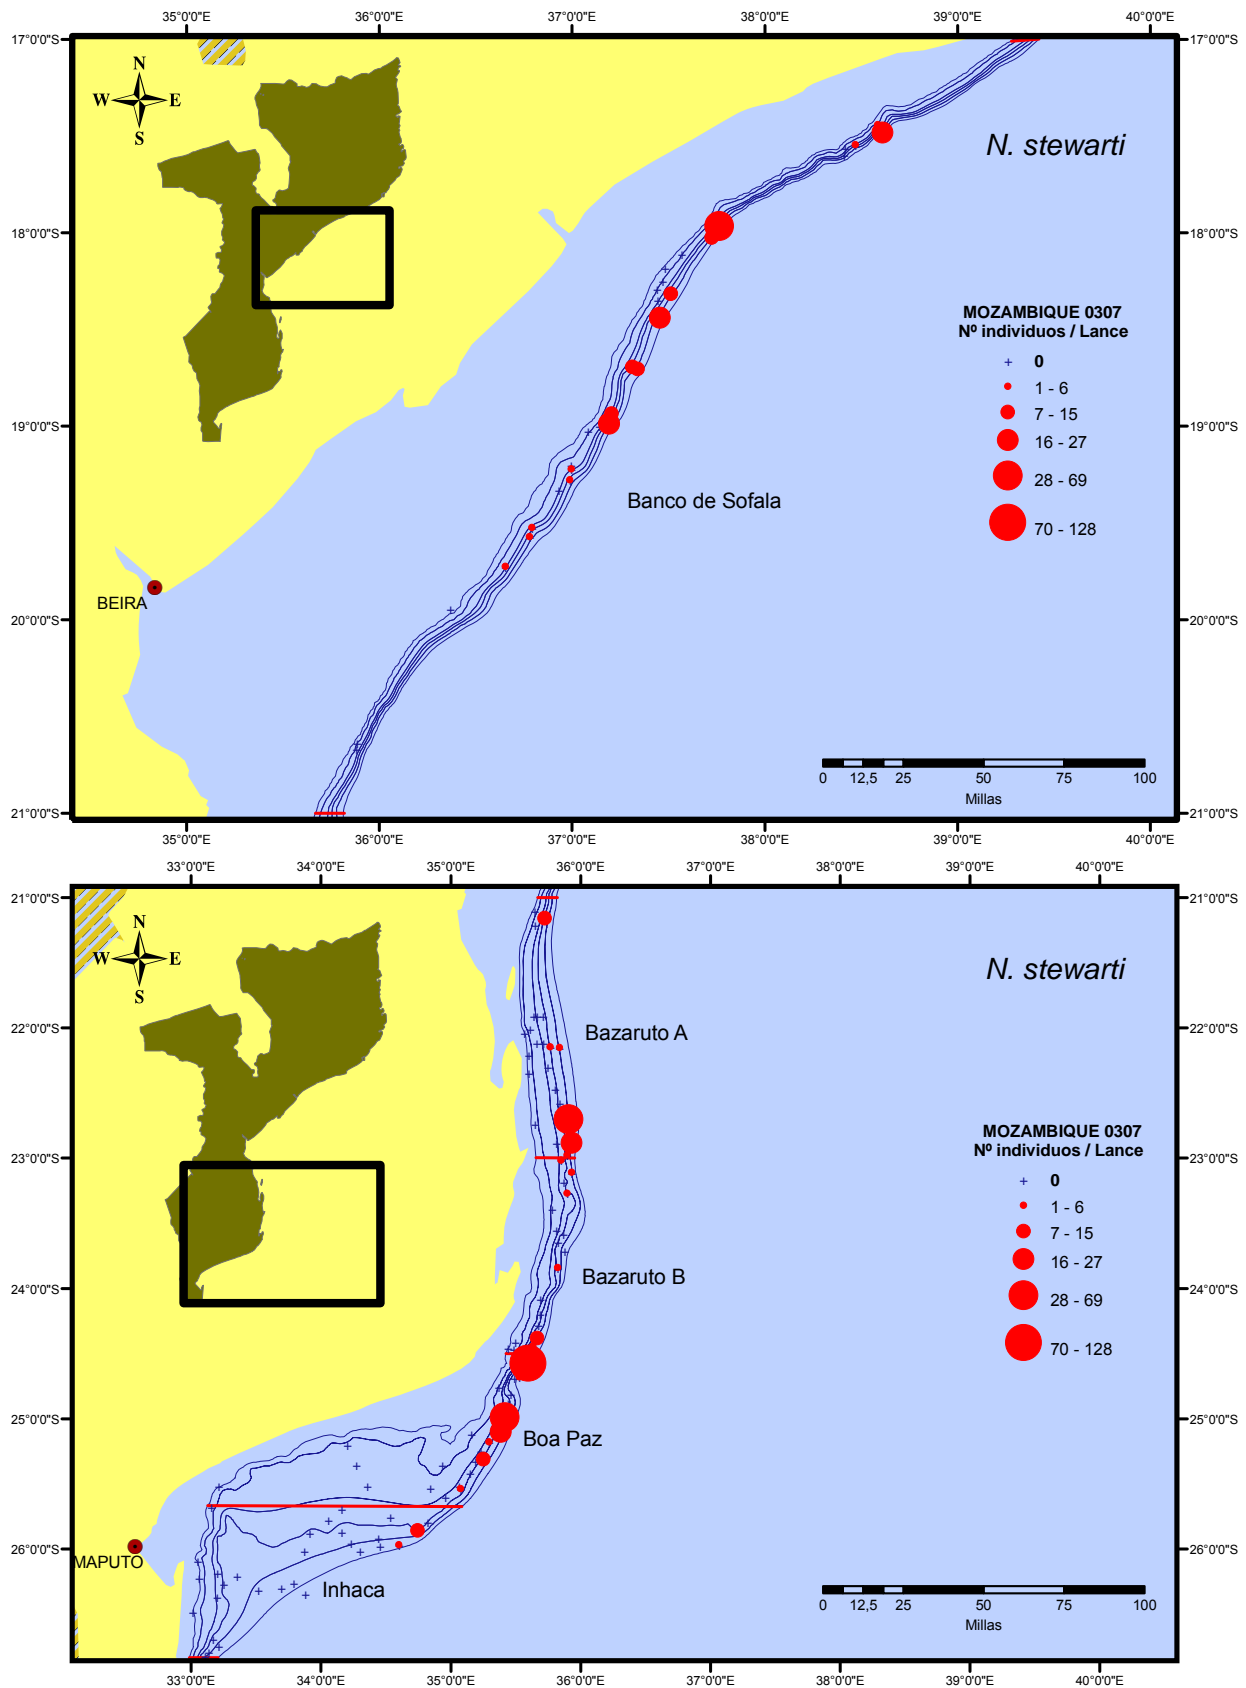 35°0'0"E 36°0'0"E 37°0'0"E 38°0'0"E 39°0'0"E 40°0'0"E
17°0'0"S 17°0'0"S
N
W E
S
N. stewarti
18°0'0"S 18°0'0"S
MOZAMBIQUE 0307
Nº individuos / Lance
0
1 - 6
7 - 15
16 - 27
28 - 69
70 - 128
19°0'0"S 19°0'0"S
Banco de Sofala
BEIRA
20°0'0"S 20°0'0"S
0 12,5 25 50 75 100
Millas
21°0'0"S 21°0'0"S
35°0'0"E 36°0'0"E 37°0'0"E 38°0'0"E 39°0'0"E 40°0'0"E
33°0'0"E 34°0'0"E 35°0'0"E 36°0'0"E 37°0'0"E 38°0'0"E 39°0'0"E 40°0'0"E
21°0'0"S 21°0'0"S
N
W E
S
N. stewarti
22°0'0"S 22°0'0"S
Bazaruto A
MOZAMBIQUE 0307
Nº individuos / Lance
0
1 - 6
7 - 15
16 - 27
28 - 69
70 - 128
23°0'0"S 23°0'0"S
Bazaruto B
24°0'0"S 24°0'0"S
25°0'0"S 25°0'0"S
Boa Paz
26°0'0"S 26°0'0"S
MAPUTO
Inhaca
0 12,5 25 50 75 100
Millas
33°0'0"E 34°0'0"E 35°0'0"E 36°0'0"E 37°0'0"E 38°0'0"E 39°0'0"E 40°0'0"E